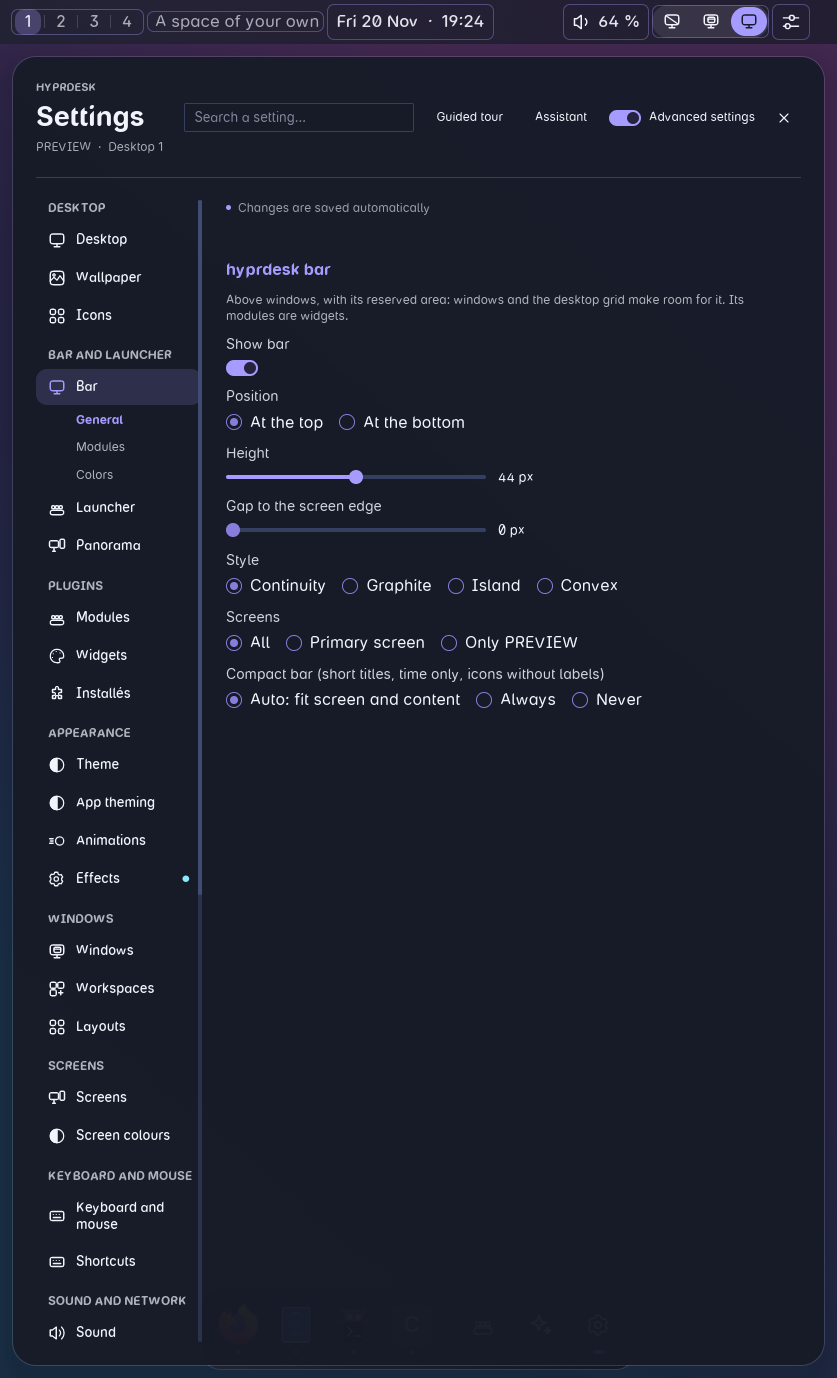 1 2 3 4 A space of your own Fri 20 Nov · 19:24 64 %
HYPRDESK
Settings
Search a setting... Guided tour Assistant Advanced settings
PREVIEW · Desktop 1
DESKTOP
Desktop
Wallpaper
Icons
BAR AND LAUNCHER
Bar
General
Modules
Colors
Launcher
Panorama
PLUGINS
Modules
Widgets
Installés
APPEARANCE
Theme
App theming
Animations
Effects
WINDOWS
Windows
Workspaces
Layouts
SCREENS
Screens
Screen colours
KEYBOARD AND MOUSE
Keyboard and
mouse
Shortcuts
SOUND AND NETWORK
Sound
Changes are saved automatically
hyprdesk bar
Above windows, with its reserved area: windows and the desktop grid make room for it. Its
modules are widgets.
Show bar
Position
At the top At the bottom
Height
44 px
Gap to the screen edge
0 px
Style
Continuity Graphite Island Convex
Screens
All Primary screen Only PREVIEW
Compact bar (short titles, time only, icons without labels)
Auto: fit screen and content Always Never